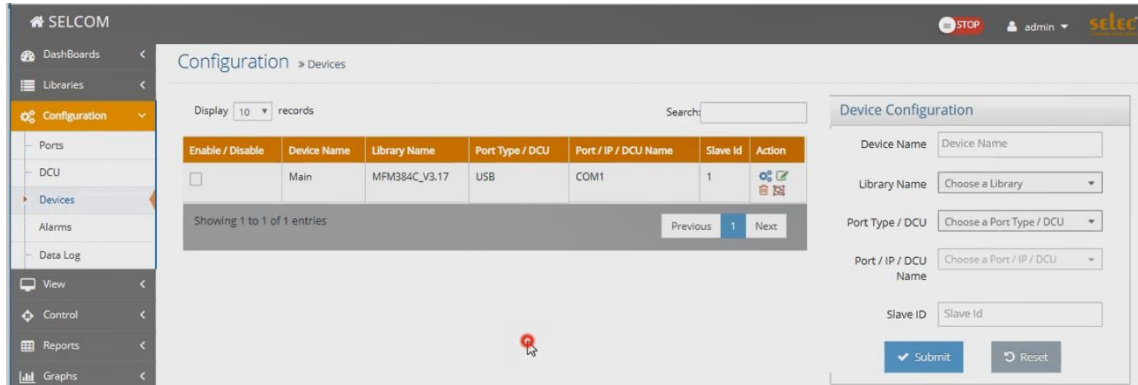 SELCOM
STOP
admin
selec
DashBoards
Libraries
Configuration
Ports
DCU
Devices
Alarms
Data Log
View
Control
Reports
Graphs
Configuration » Devices
Display 10 records
Search:
Enable / Disable Device Name Library Name Port Type / DCU Port / IP / DCU Name Slave Id Action
Main MFM384C_V3.17 USB COM1 1
Showing 1 to 1 of 1 entries
Previous 1 Next
Device Configuration
Device Name Device Name
Library Name Choose a Library
Port Type / DCU Choose a Port Type / DCU
Port / IP / DCU Name Choose a Port / IP / DCU
Slave ID Slave Id
Submit Reset